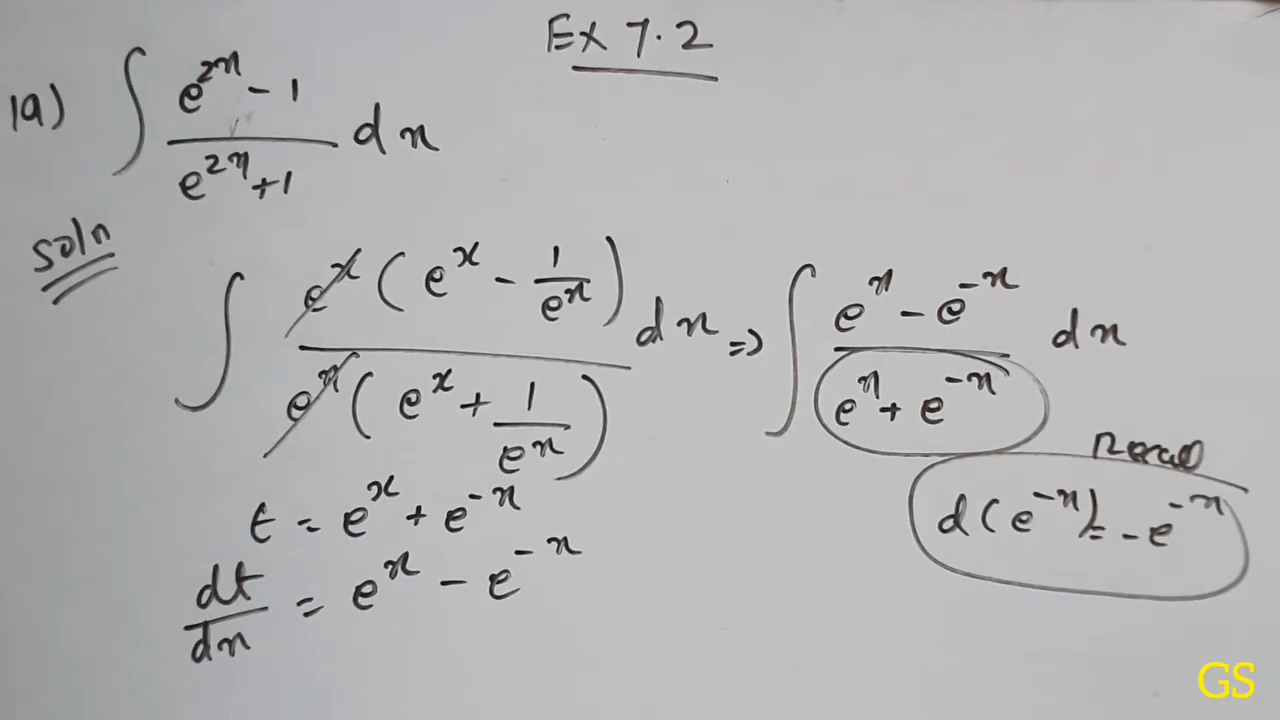 Ex 7.2
19) ∫ (e^{2x} - 1)/(e^{2x} + 1) dx
Soln
∫ e^x (e^x - 1/e^x) / e^x (e^x + 1/e^x) dx => ∫ (e^x - e^{-x})/(e^x + e^{-x}) dx
Recall
t = e^x + e^{-x}
d(e^{-x}) = -e^{-x}
dt/dx = e^x - e^{-x}
GS